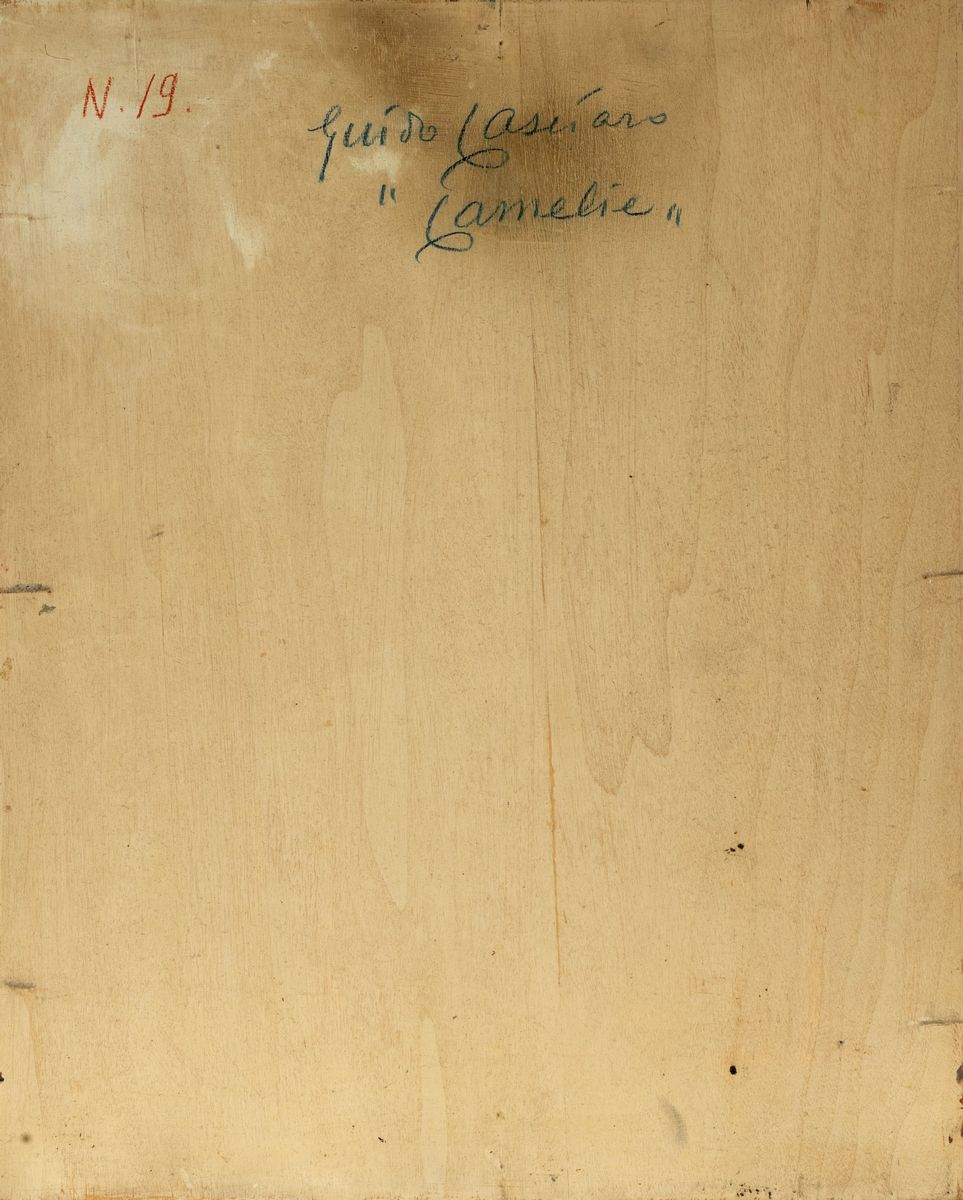 N. 19.
Guido Casciaro
" Camelie "